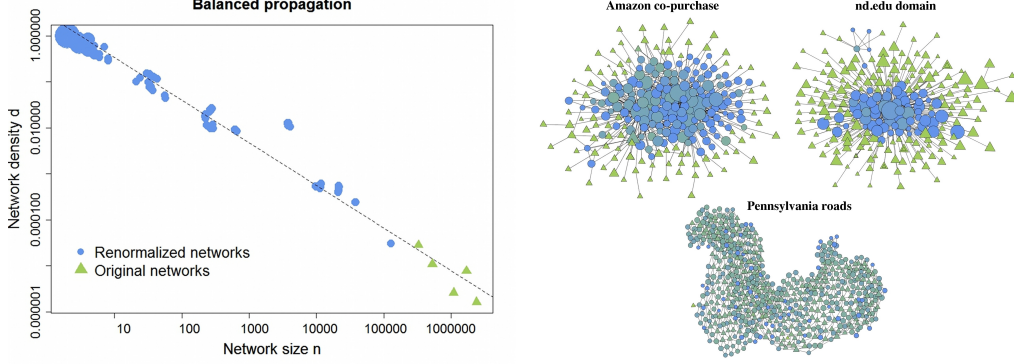 Balanced propagation
Network density d
1.000000
0.010000
0.000100
0.000001
Renormalized networks
Original networks
10 100 1000 10000 100000 1000000
Network size n
Amazon co-purchase
nd.edu domain
Pennsylvania roads